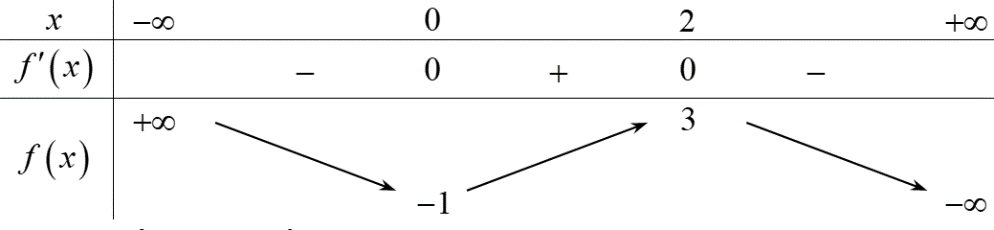 x −∞ 0 2 +∞
f′(x) − 0 + 0 −
+∞ 3
f(x)
−1 −∞